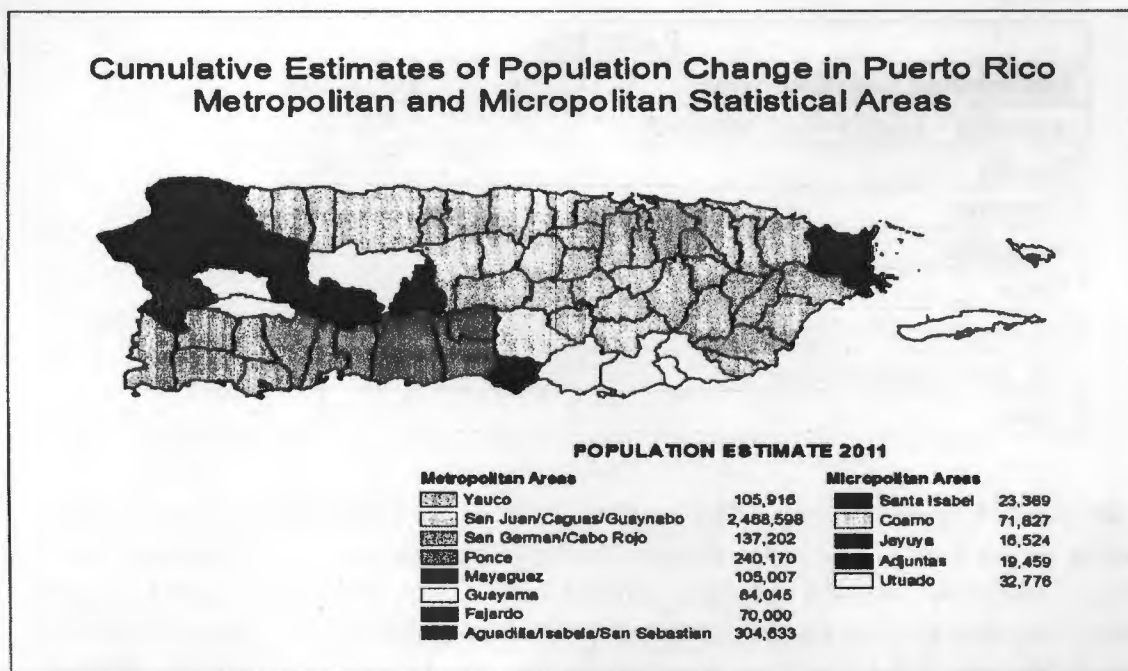 Cumulative Estimates of Population Change in Puerto Rico
Metropolitan and Micropolitan Statistical Areas
POPULATION ESTIMATE 2011
Metropolitan Areas
Yauco 105,916
San Juan/Caguas/Guaynabo 2,468,598
San German/Cabo Rojo 137,202
Ponce 240,170
Mayaguez 105,007
Guayama 84,045
Fajardo 70,000
Aguadilla/Isabela/San Sebastian 304,633
Micropolitan Areas
Santa Isabel 23,369
Coamo 71,827
Jayuya 16,524
Adjuntas 19,459
Utuado 32,776